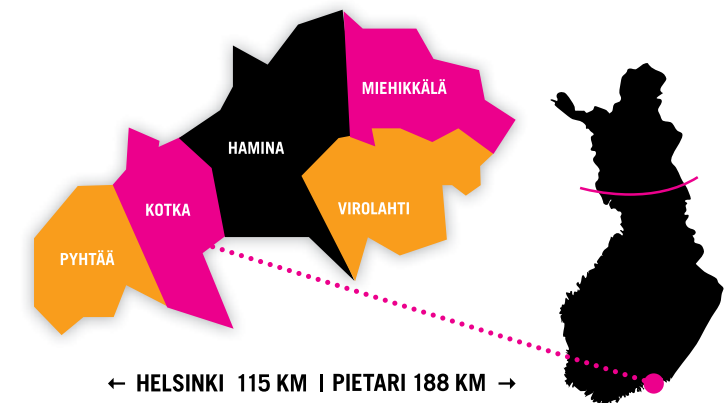 MIEHIKKÄLÄ
HAMINA
KOTKA
VIROLAHTI
PYHTÄÄ
← HELSINKI 115 KM | PIETARI 188 KM →